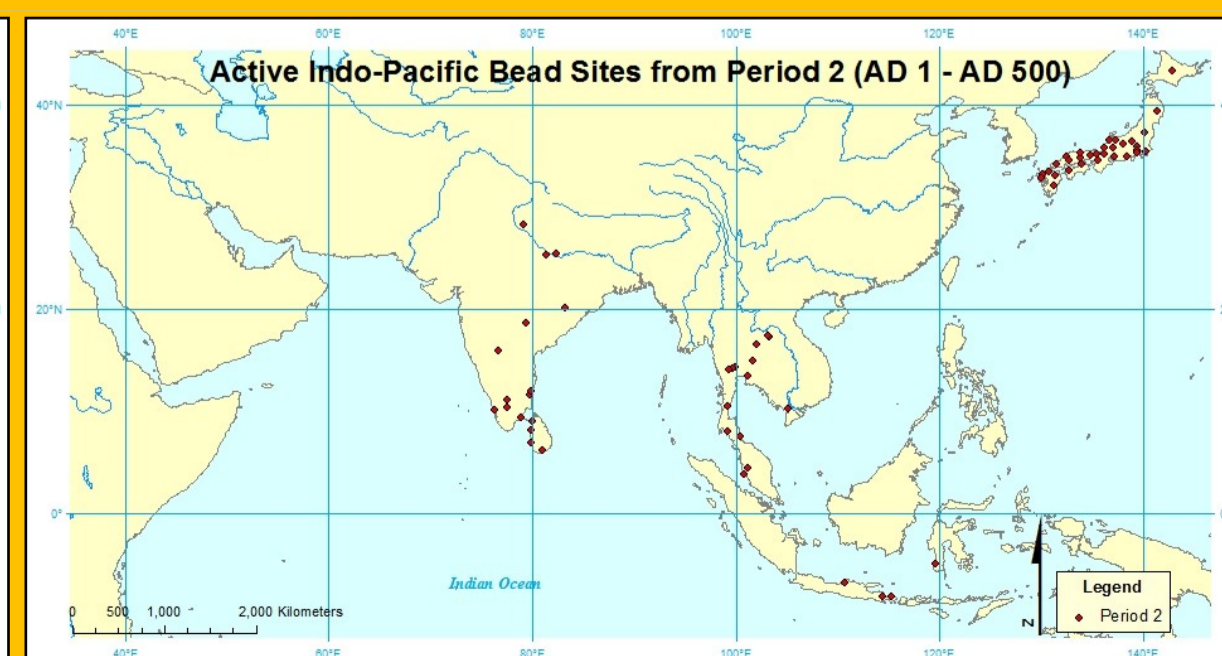 40°E 60°E 80°E 100°E 120°E 140°E
Active Indo-Pacific Bead Sites from Period 2 (AD 1 - AD 500)
40°N
20°N
0°
Indian Ocean
0 500 1,000 2,000 Kilometers
N
Legend
Period 2
40°E 60°E 80°E 100°E 120°E 140°E